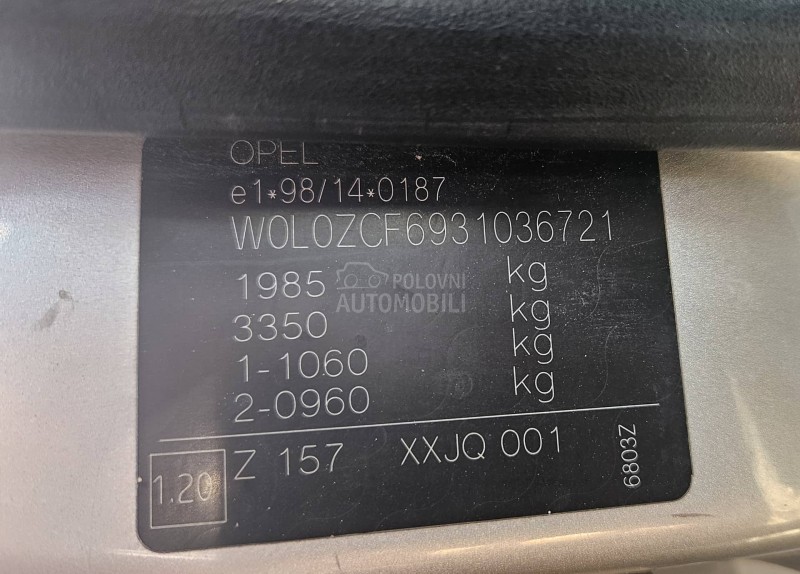 OPEL
e1*98/14*0187
W0L0ZCF6931036721
1985 kg
3350 kg
1-1060 kg
2-0960 kg
POLOVNI
AUTOMOBILI
1.20 Z 157 XXJQ 001
6803Z